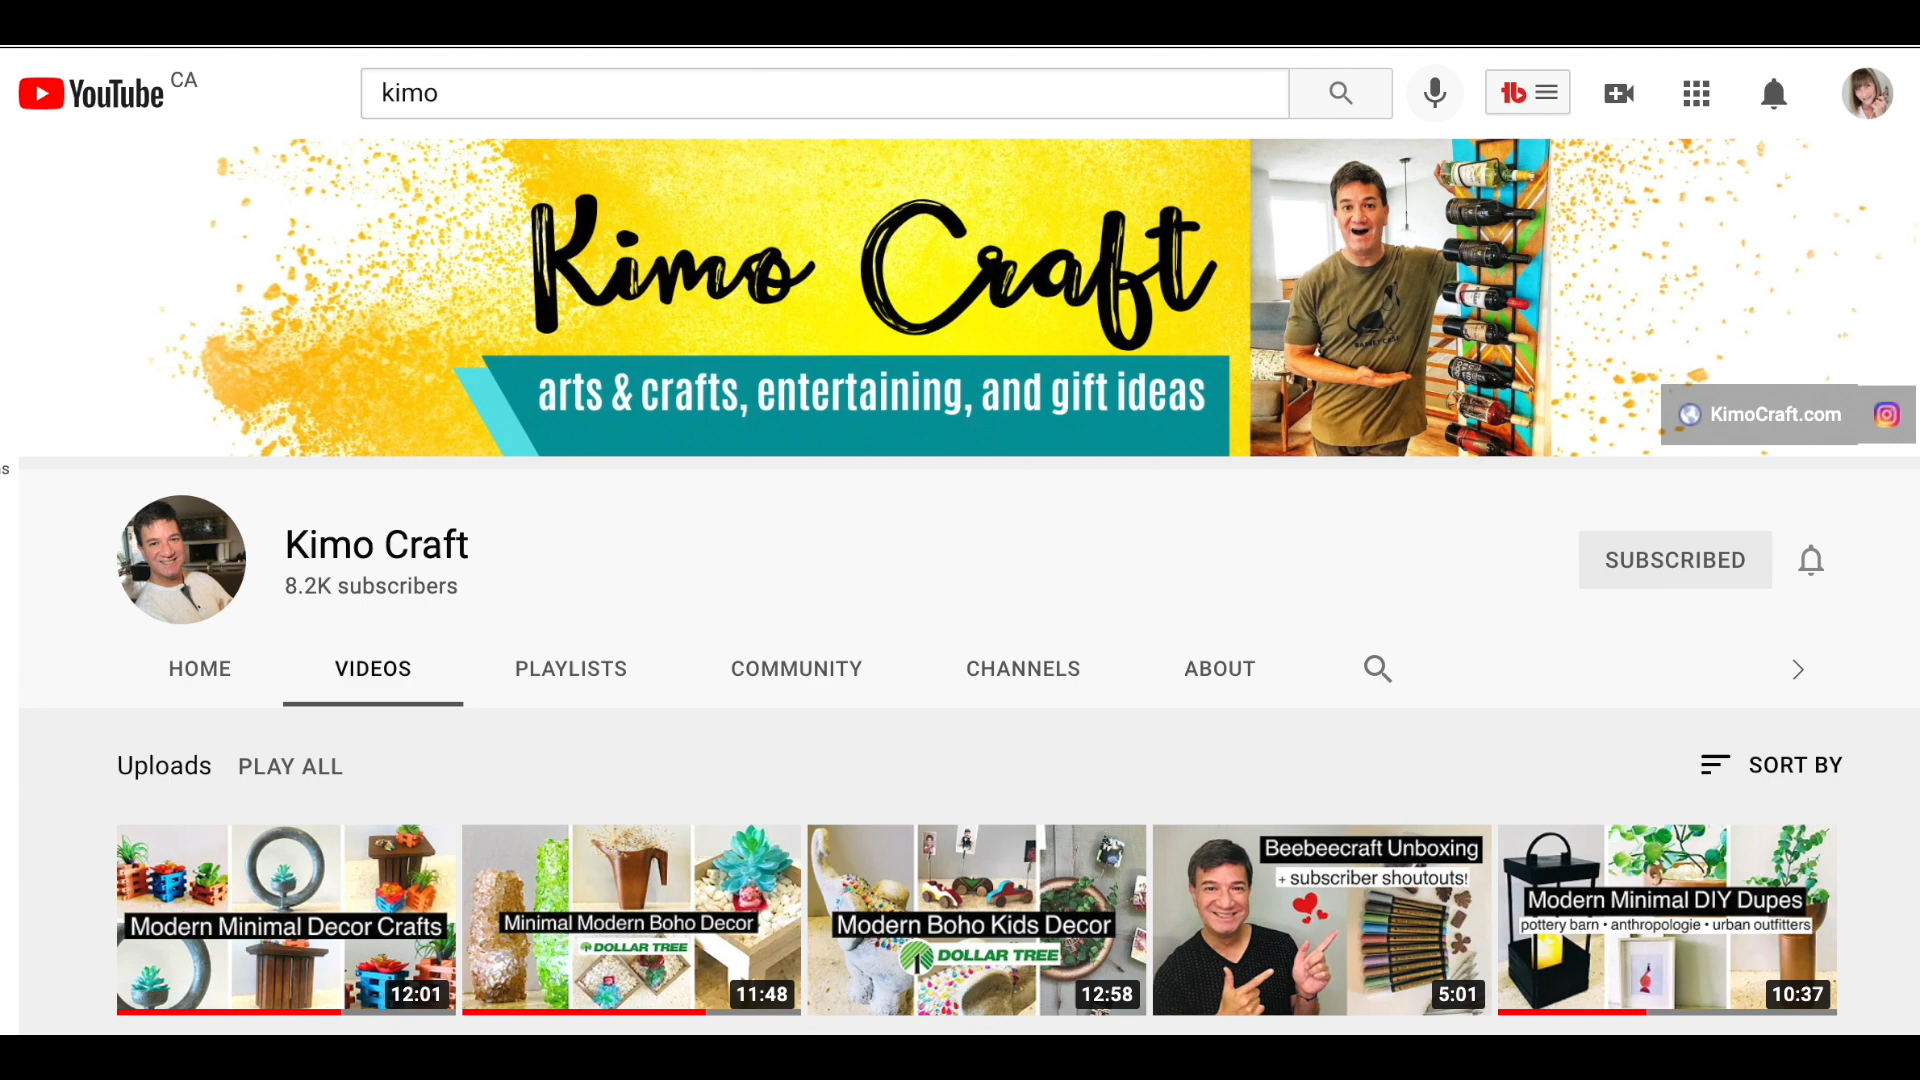 YouTube CA
kimo
Kimo Craft
arts & crafts, entertaining, and gift ideas
BASKET CASE
KimoCraft.com
Kimo Craft
8.2K subscribers
SUBSCRIBED
HOME
VIDEOS
PLAYLISTS
COMMUNITY
CHANNELS
ABOUT
Uploads
PLAY ALL
SORT BY
Modern Minimal Decor Crafts
12:01
Minimal Modern Boho Decor
DOLLAR TREE
11:48
Modern Boho Kids Decor
DOLLAR TREE
12:58
Beebeecraft Unboxing
+ subscriber shoutouts!
5:01
Modern Minimal DIY Dupes
pottery barn • anthropologie • urban outfitters
10:37